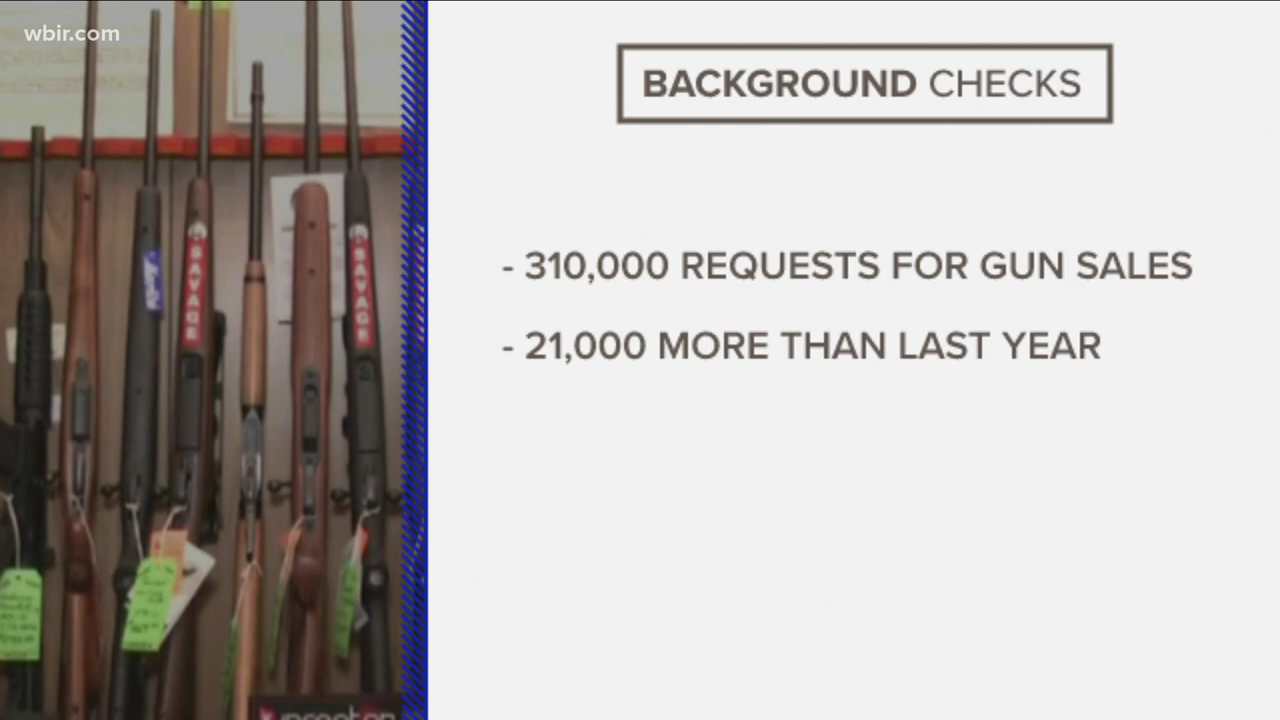 wbir.com
BACKGROUND CHECKS
- 310,000 REQUESTS FOR GUN SALES
- 21,000 MORE THAN LAST YEAR
SAVAGE
SAVAGE